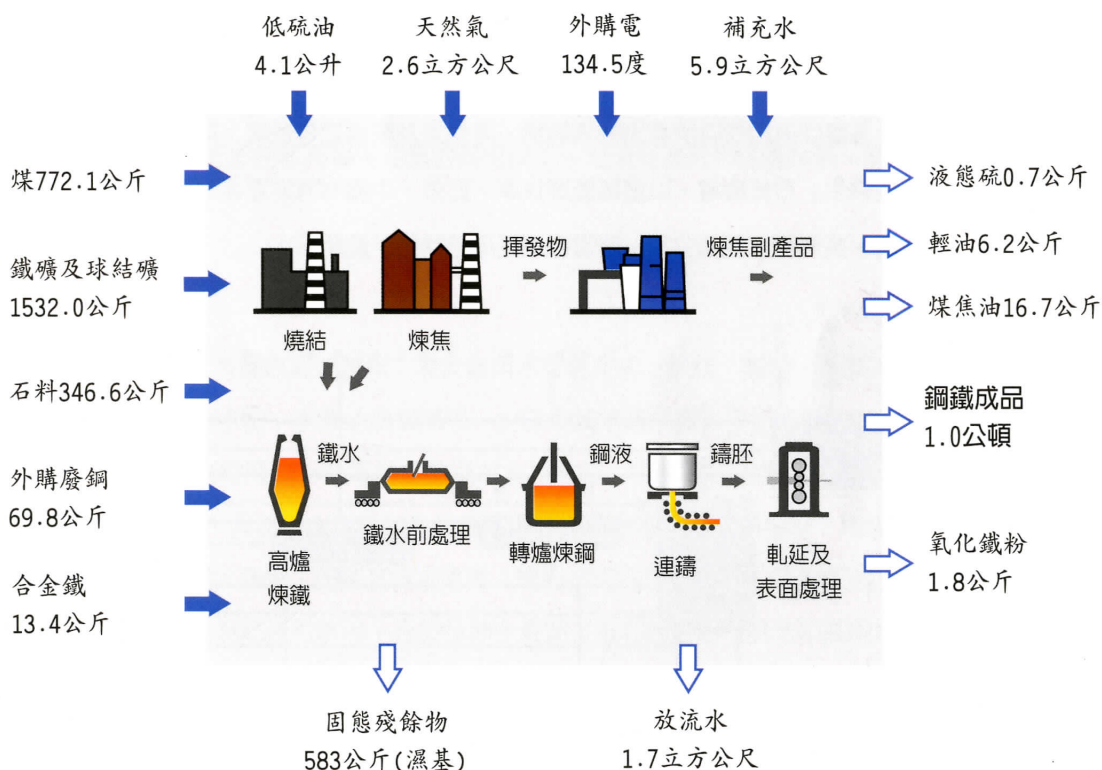 低硫油
4.1公升
天然氣
2.6立方公尺
外購電
134.5度
補充水
5.9立方公尺
煤772.1公斤
鐵礦及球結礦
1532.0公斤
石料346.6公斤
外購廢鋼
69.8公斤
合金鐵
13.4公斤
燒結
煉焦
揮發物
煉焦副產品
高爐
煉鐵
鐵水
鐵水前處理
轉爐煉鋼
鋼液
連鑄
鑄胚
軋延及
表面處理
液態硫0.7公斤
輕油6.2公斤
煤焦油16.7公斤
鋼鐵成品
1.0公頓
氧化鐵粉
1.8公斤
固態殘餘物
583公斤(濕基)
放流水
1.7立方公尺